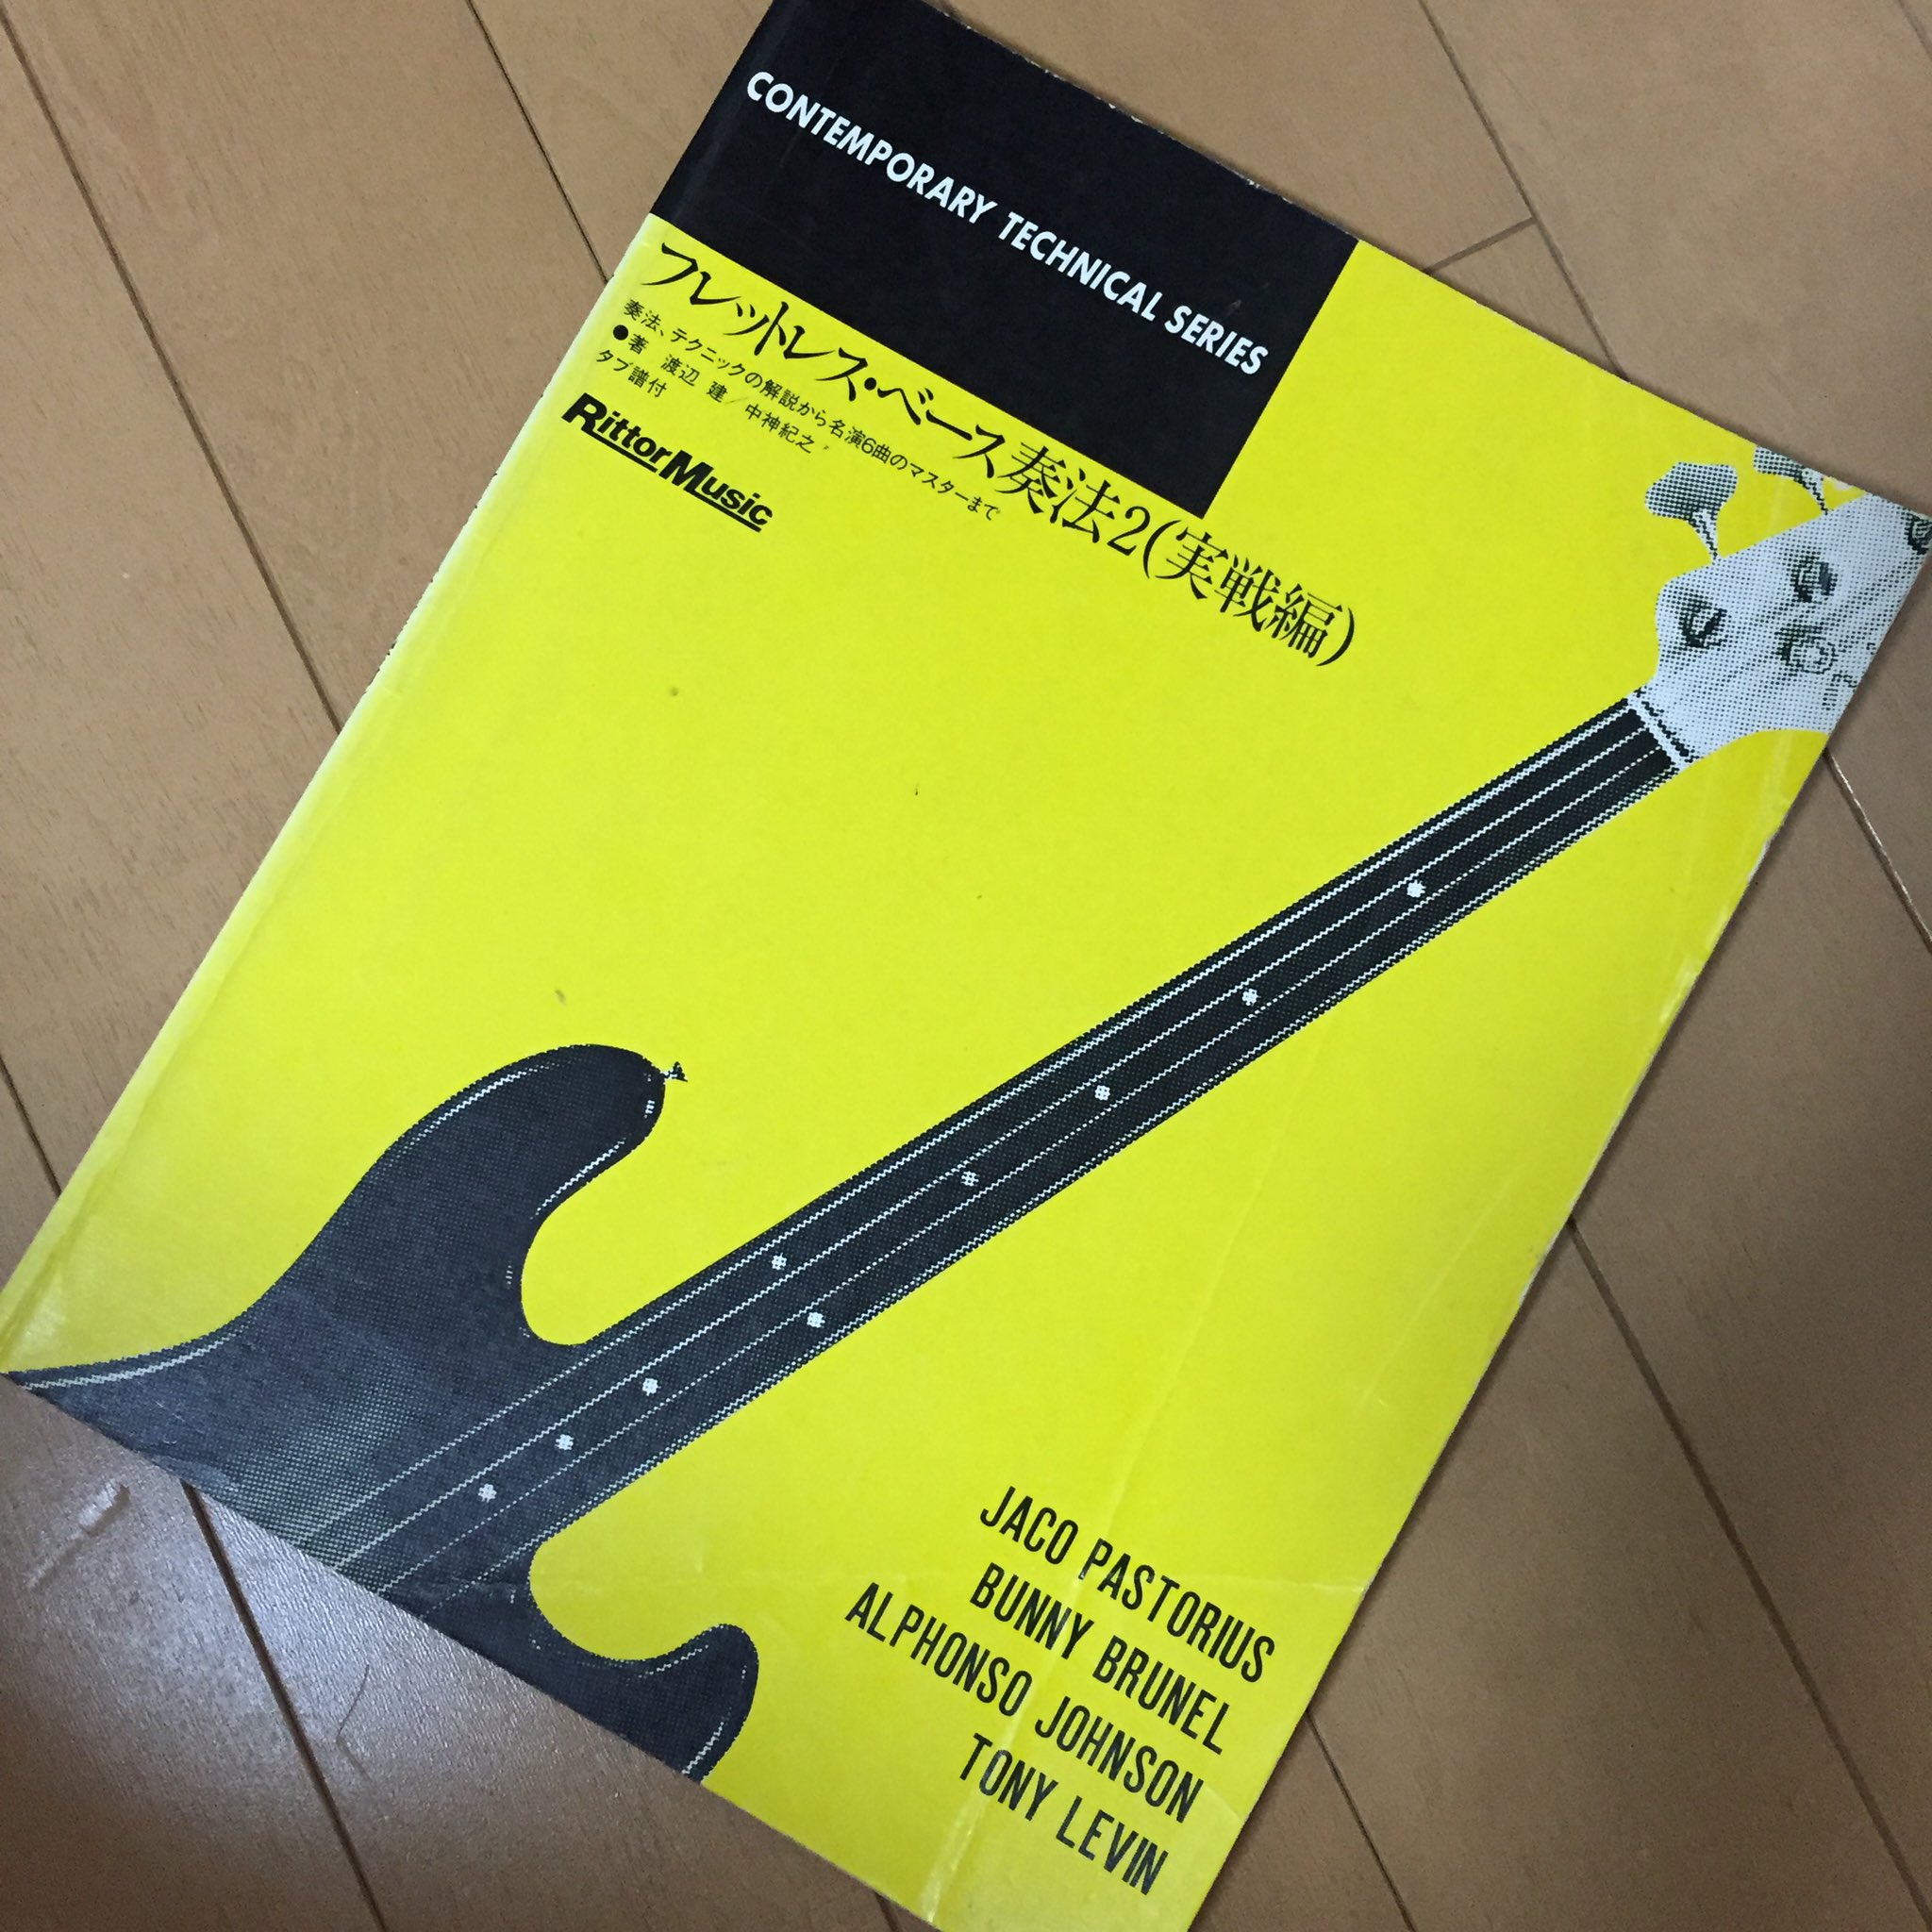 CONTEMPORARY TECHNICAL SERIES
フレットレス・ベース奏法2(実戦編)
奏法、テクニックの解説から名演6曲のマスターまで
●著 渡辺 建/中神紀之
タブ譜付
RittorMusic
JACO PASTORIUS
BUNNY BRUNEL
ALPHONSO JOHNSON
TONY LEVIN